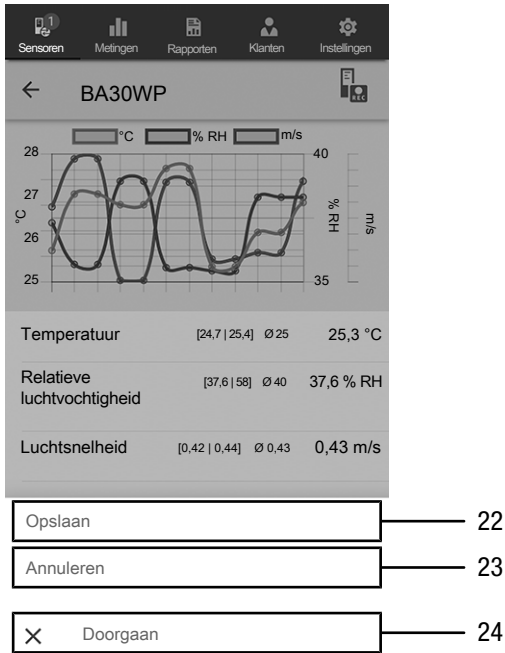 1
Sensoren Metingen Rapporten Klanten Instellingen
BA30WP
REC
°C % RH m/s
28 40
27
°C % RH m/s
26
25 35
Temperatuur [24,7 | 25,4] Ø 25 25,3 °C
Relatieve
luchtvochtigheid [37,6 | 58] Ø 40 37,6 % RH
Luchtsnelheid [0,42 | 0,44] Ø 0,43 0,43 m/s
Opslaan 22
Annuleren 23
Doorgaan 24